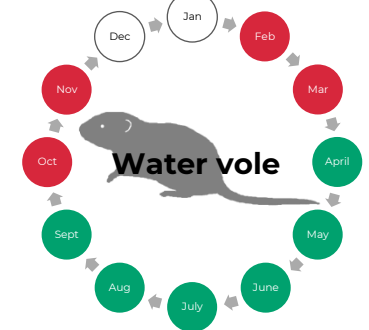 Jan
Feb
Mar
April
May
June
July
Aug
Sept
Oct
Nov
Dec
Water vole